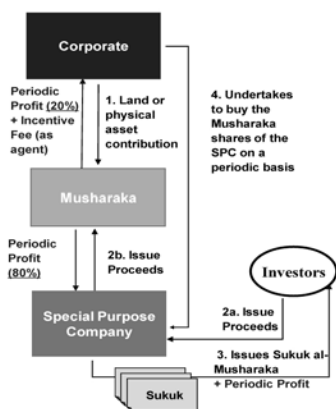 Corporate
Periodic
Profit (20%)
+ Incentive
Fee (as
agent)
1. Land or
physical
asset
contribution
4. Undertakes
to buy the
Musharaka
shares of the
SPC on a
periodic basis
Musharaka
Periodic
Profit
(80%)
2b. Issue
Proceeds
Investors
Special Purpose
Company
2a. Issue
Proceeds
3. Issues Sukuk al-
Musharaka
+ Periodic Profit
Sukuk